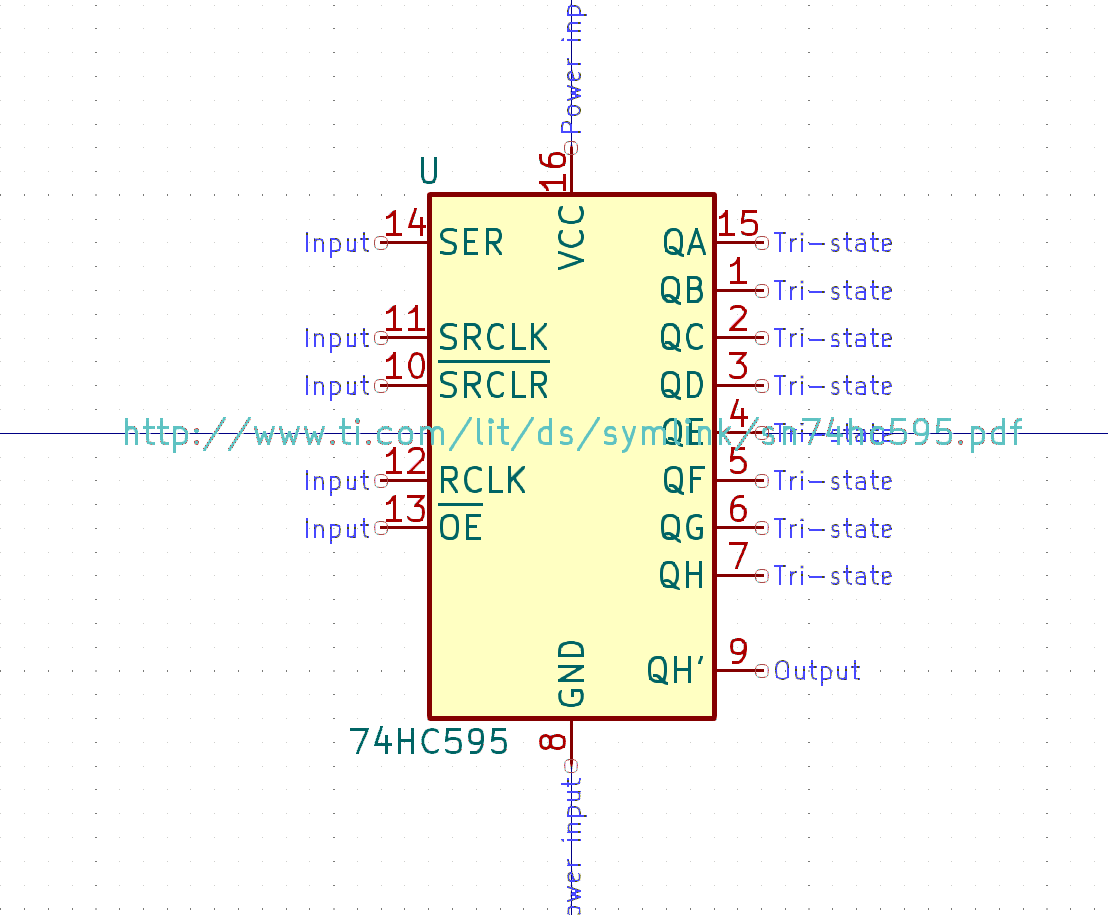 Power inp
16
U
VCC
14
Input
SER
QA
15
Tri-state
QB
1
Tri-state
11
Input
SRCLK
QC
2
Tri-state
10
Input
SRCLR
QD
3
Tri-state
http://www.ti.com/lit/ds/symlink/sn74hc595.pdf
QE
4
Tri-state
12
Input
RCLK
QF
5
Tri-state
13
Input
OE
QG
6
Tri-state
QH
7
Tri-state
GND
QH'
9
Output
74HC595
8
ower input